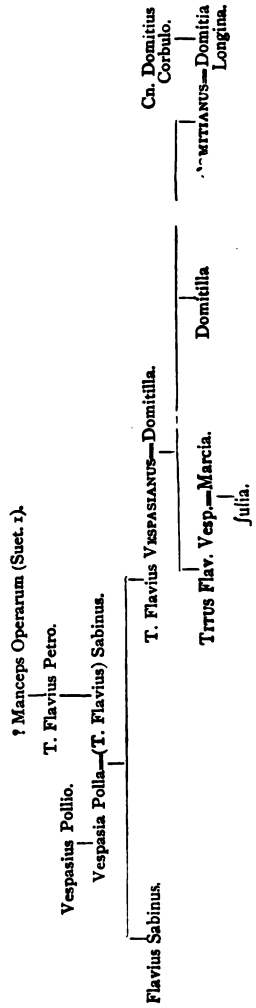 ? Manceps Operarum (Suet. 1).
T. Flavius Petro.
Vespasius Pollio.
Vespasia Polla=(T. Flavius) Sabinus.
Flavius Sabinus.
T. Flavius VESPASIANUS=Domitilla.
Cn. Domitius
Corbulo.
TITUS Flav. Vesp.=Marcia.
Domitilla
MITIANUS=Domitia
Longina.
Julia.